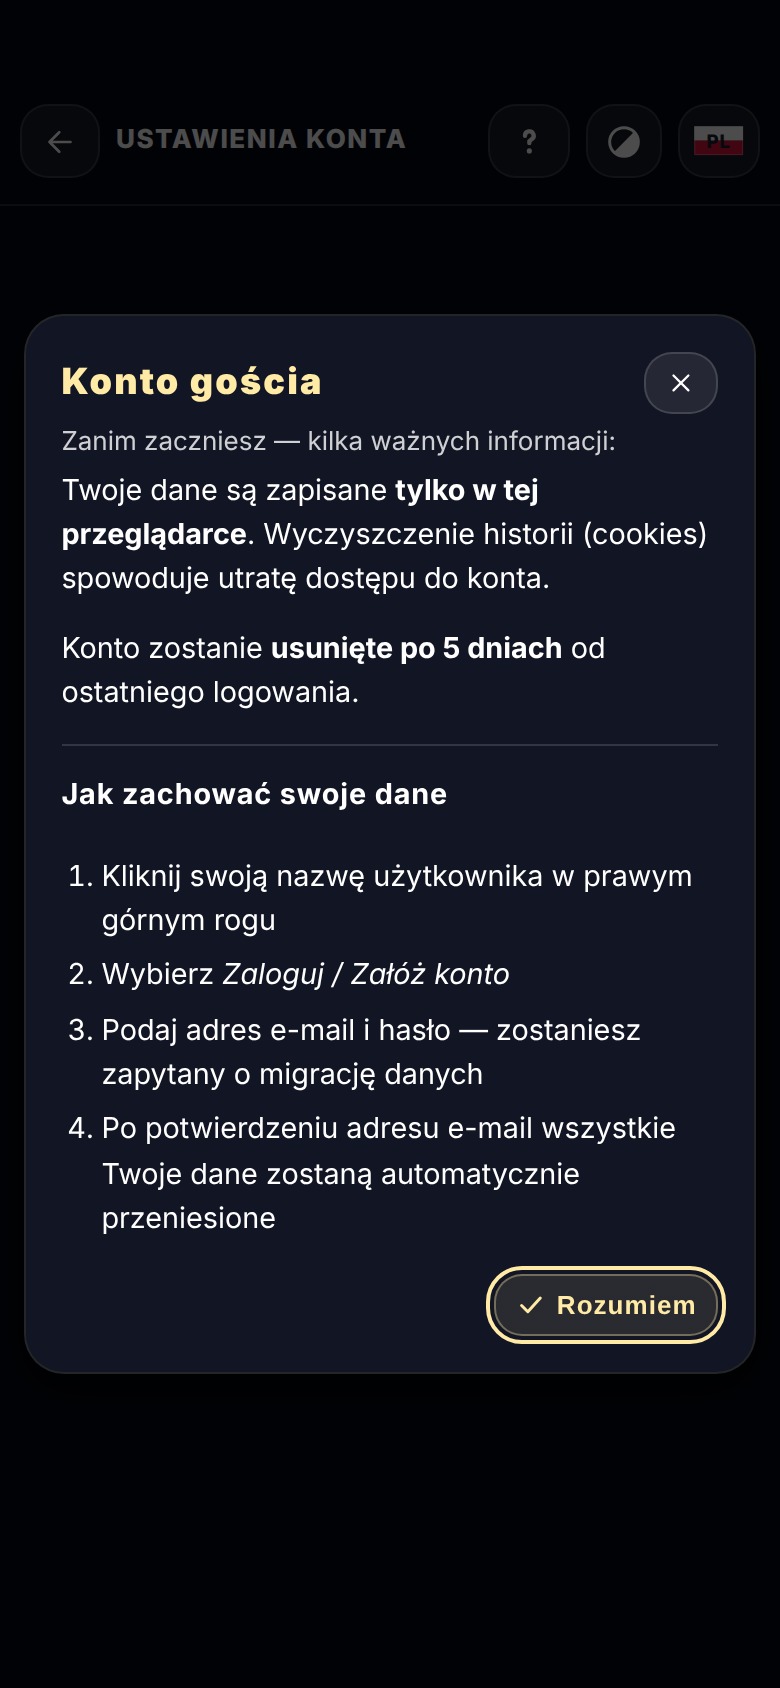 USTAWIENIA KONTA
?
PL
Konto gościa
Zanim zaczniesz — kilka ważnych informacji:
Twoje dane są zapisane tylko w tej
przeglądarce. Wyczyszczenie historii (cookies)
spowoduje utratę dostępu do konta.
Konto zostanie usunięte po 5 dniach od
ostatniego logowania.
Jak zachować swoje dane
1. Kliknij swoją nazwę użytkownika w prawym
górnym rogu
2. Wybierz Zaloguj / Załóż konto
3. Podaj adres e-mail i hasło — zostaniesz
zapytany o migrację danych
4. Po potwierdzeniu adresu e-mail wszystkie
Twoje dane zostaną automatycznie
przeniesione
Rozumiem